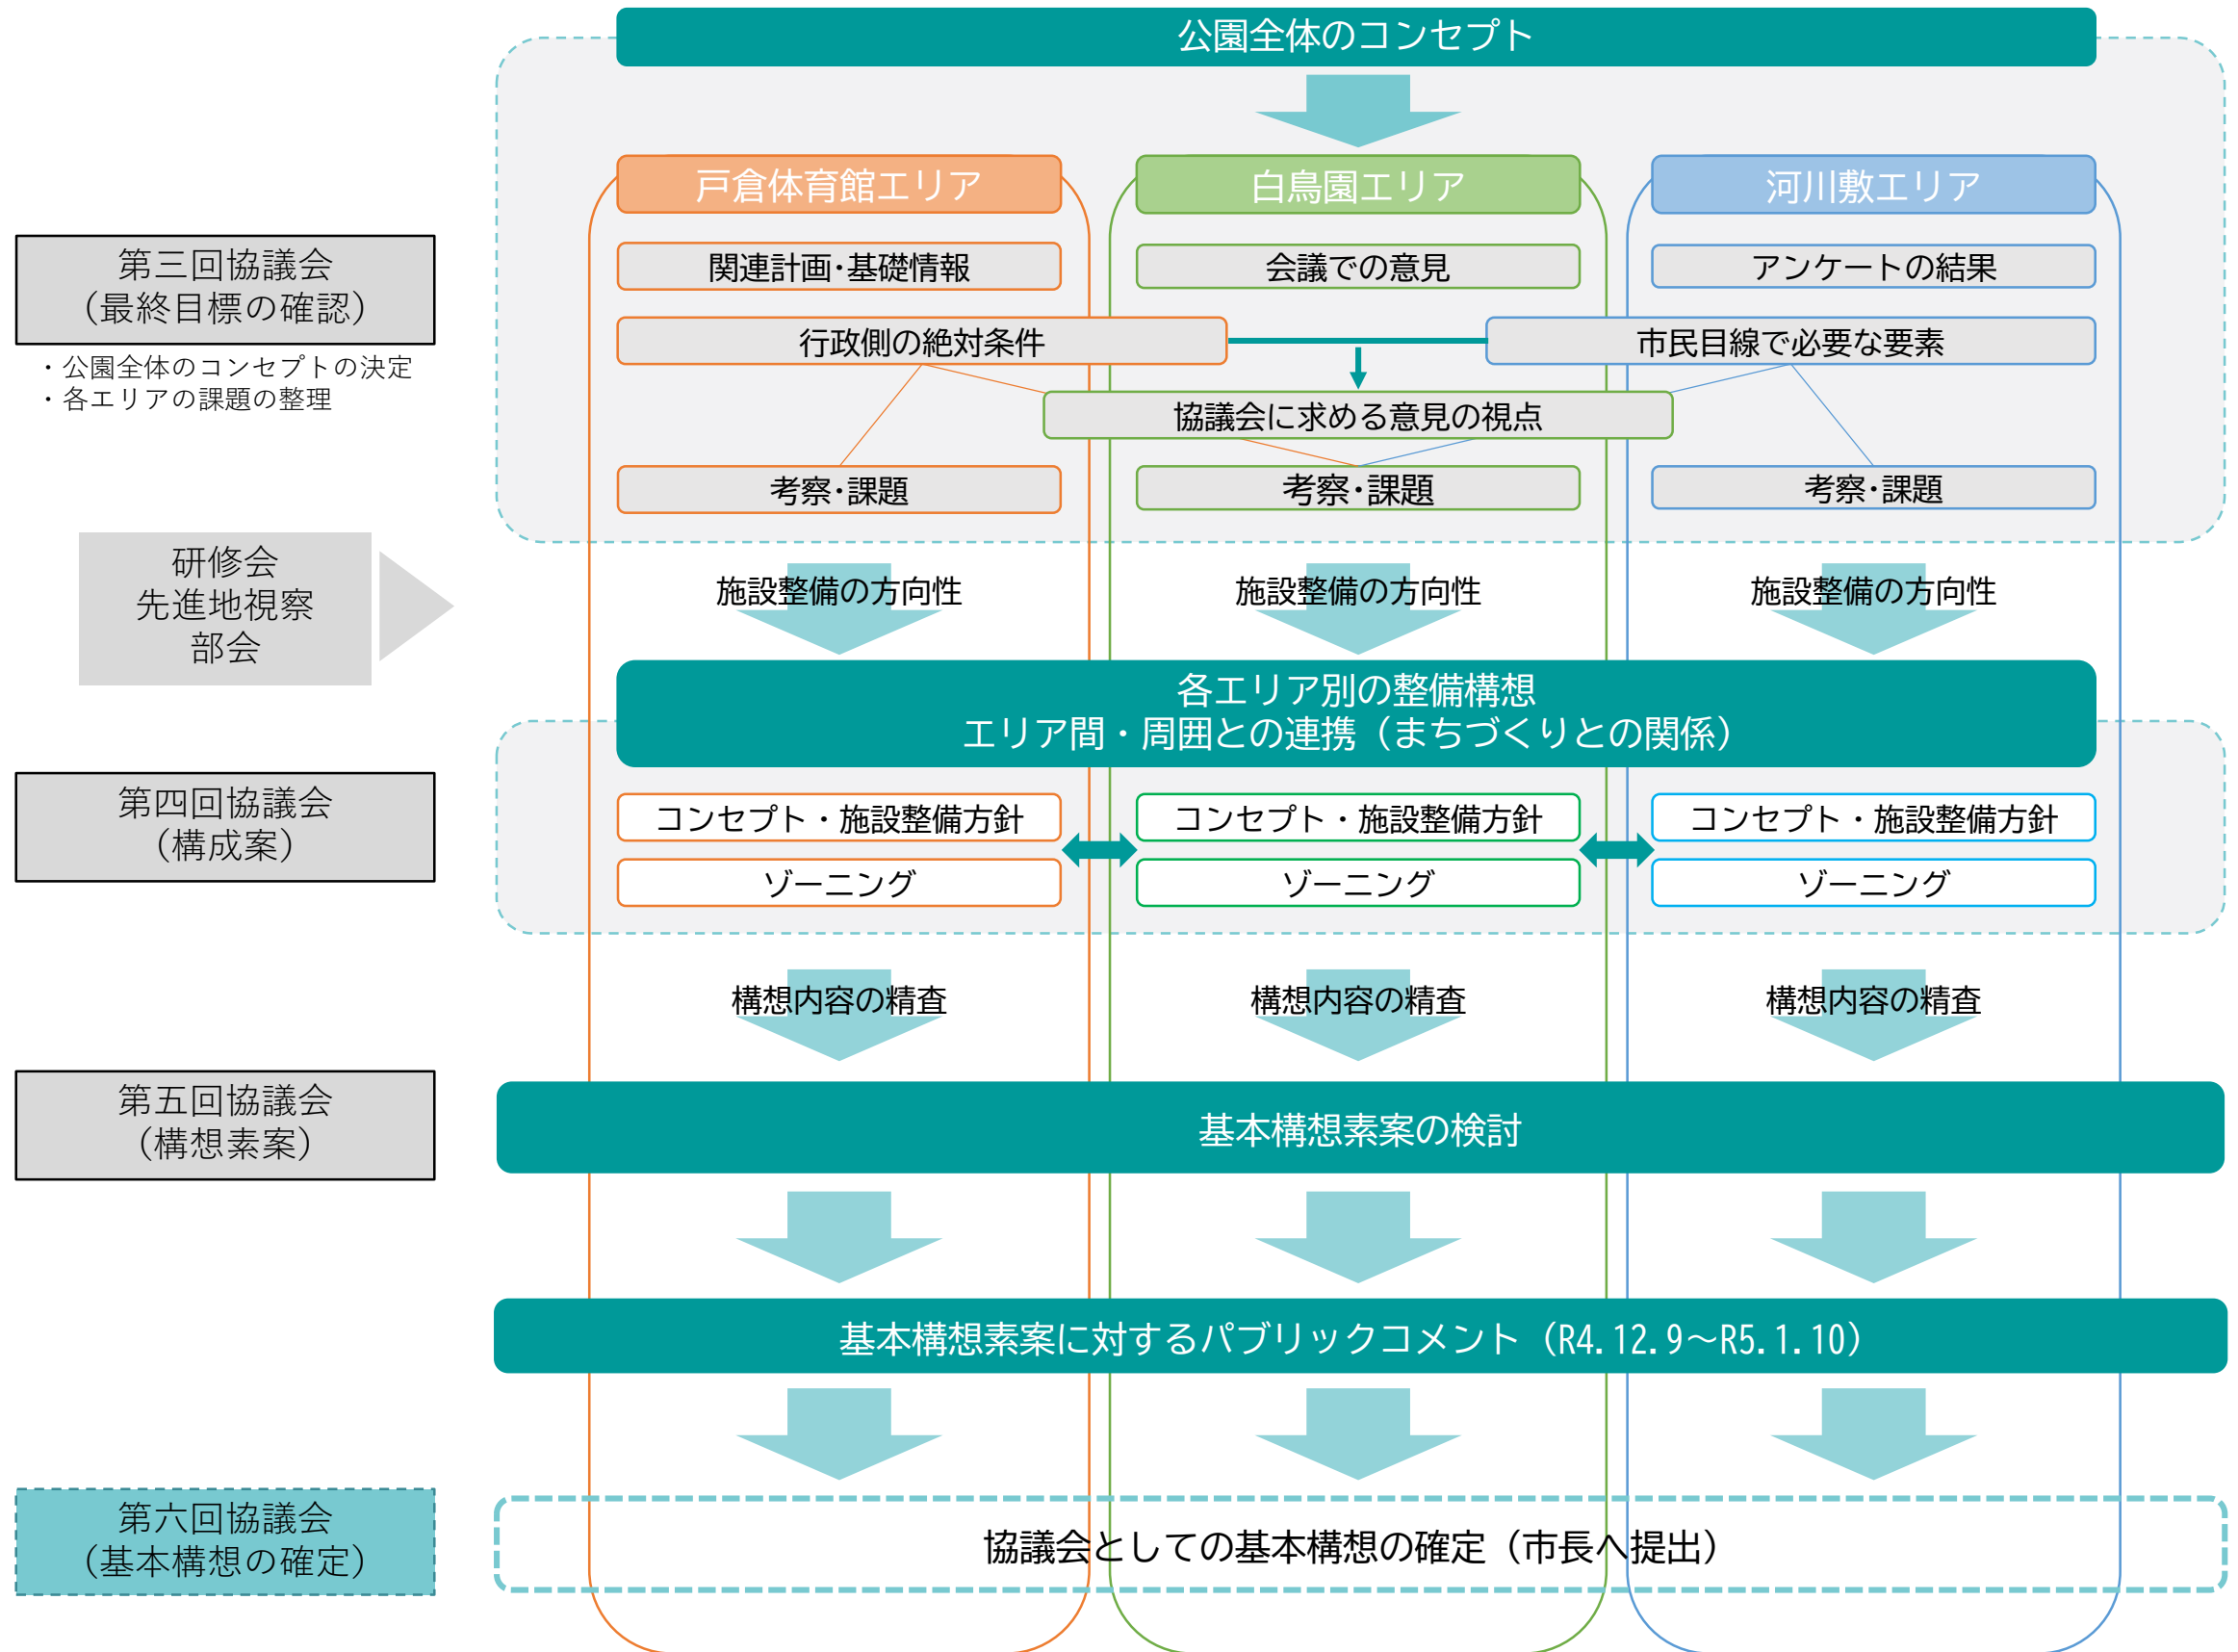 公園全体のコンセプト
戸倉体育館エリア
白鳥園エリア
河川敷エリア
第三回協議会
（最終目標の確認）
・公園全体のコンセプトの決定
・各エリアの課題の整理
関連計画･基礎情報
会議での意見
アンケートの結果
行政側の絶対条件
市民目線で必要な要素
協議会に求める意見の視点
考察･課題
考察･課題
考察･課題
研修会
先進地視察
部会
施設整備の方向性
施設整備の方向性
施設整備の方向性
各エリア別の整備構想
エリア間・周囲との連携（まちづくりとの関係）
第四回協議会
（構成案）
コンセプト・施設整備方針
コンセプト・施設整備方針
コンセプト・施設整備方針
ゾーニング
ゾーニング
ゾーニング
構想内容の精査
構想内容の精査
構想内容の精査
第五回協議会
（構想素案）
基本構想素案の検討
基本構想素案に対するパブリックコメント（R4.12.9～R5.1.10）
第六回協議会
（基本構想の確定）
協議会としての基本構想の確定（市長へ提出）